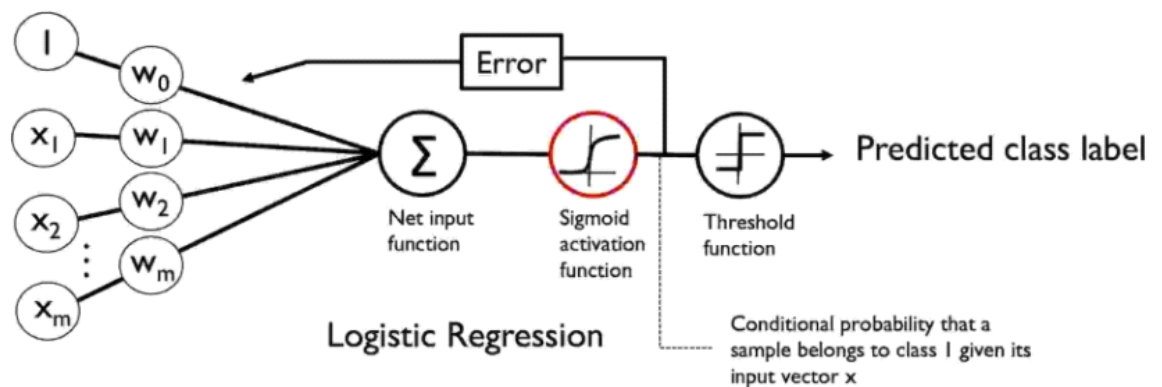 1
w0
Error
x1
w1
Σ
Predicted class label
x2
w2
Net input
function
Sigmoid
activation
function
Threshold
function
⋮
wm
xm
Logistic Regression
Conditional probability that a
sample belongs to class 1 given its
input vector x